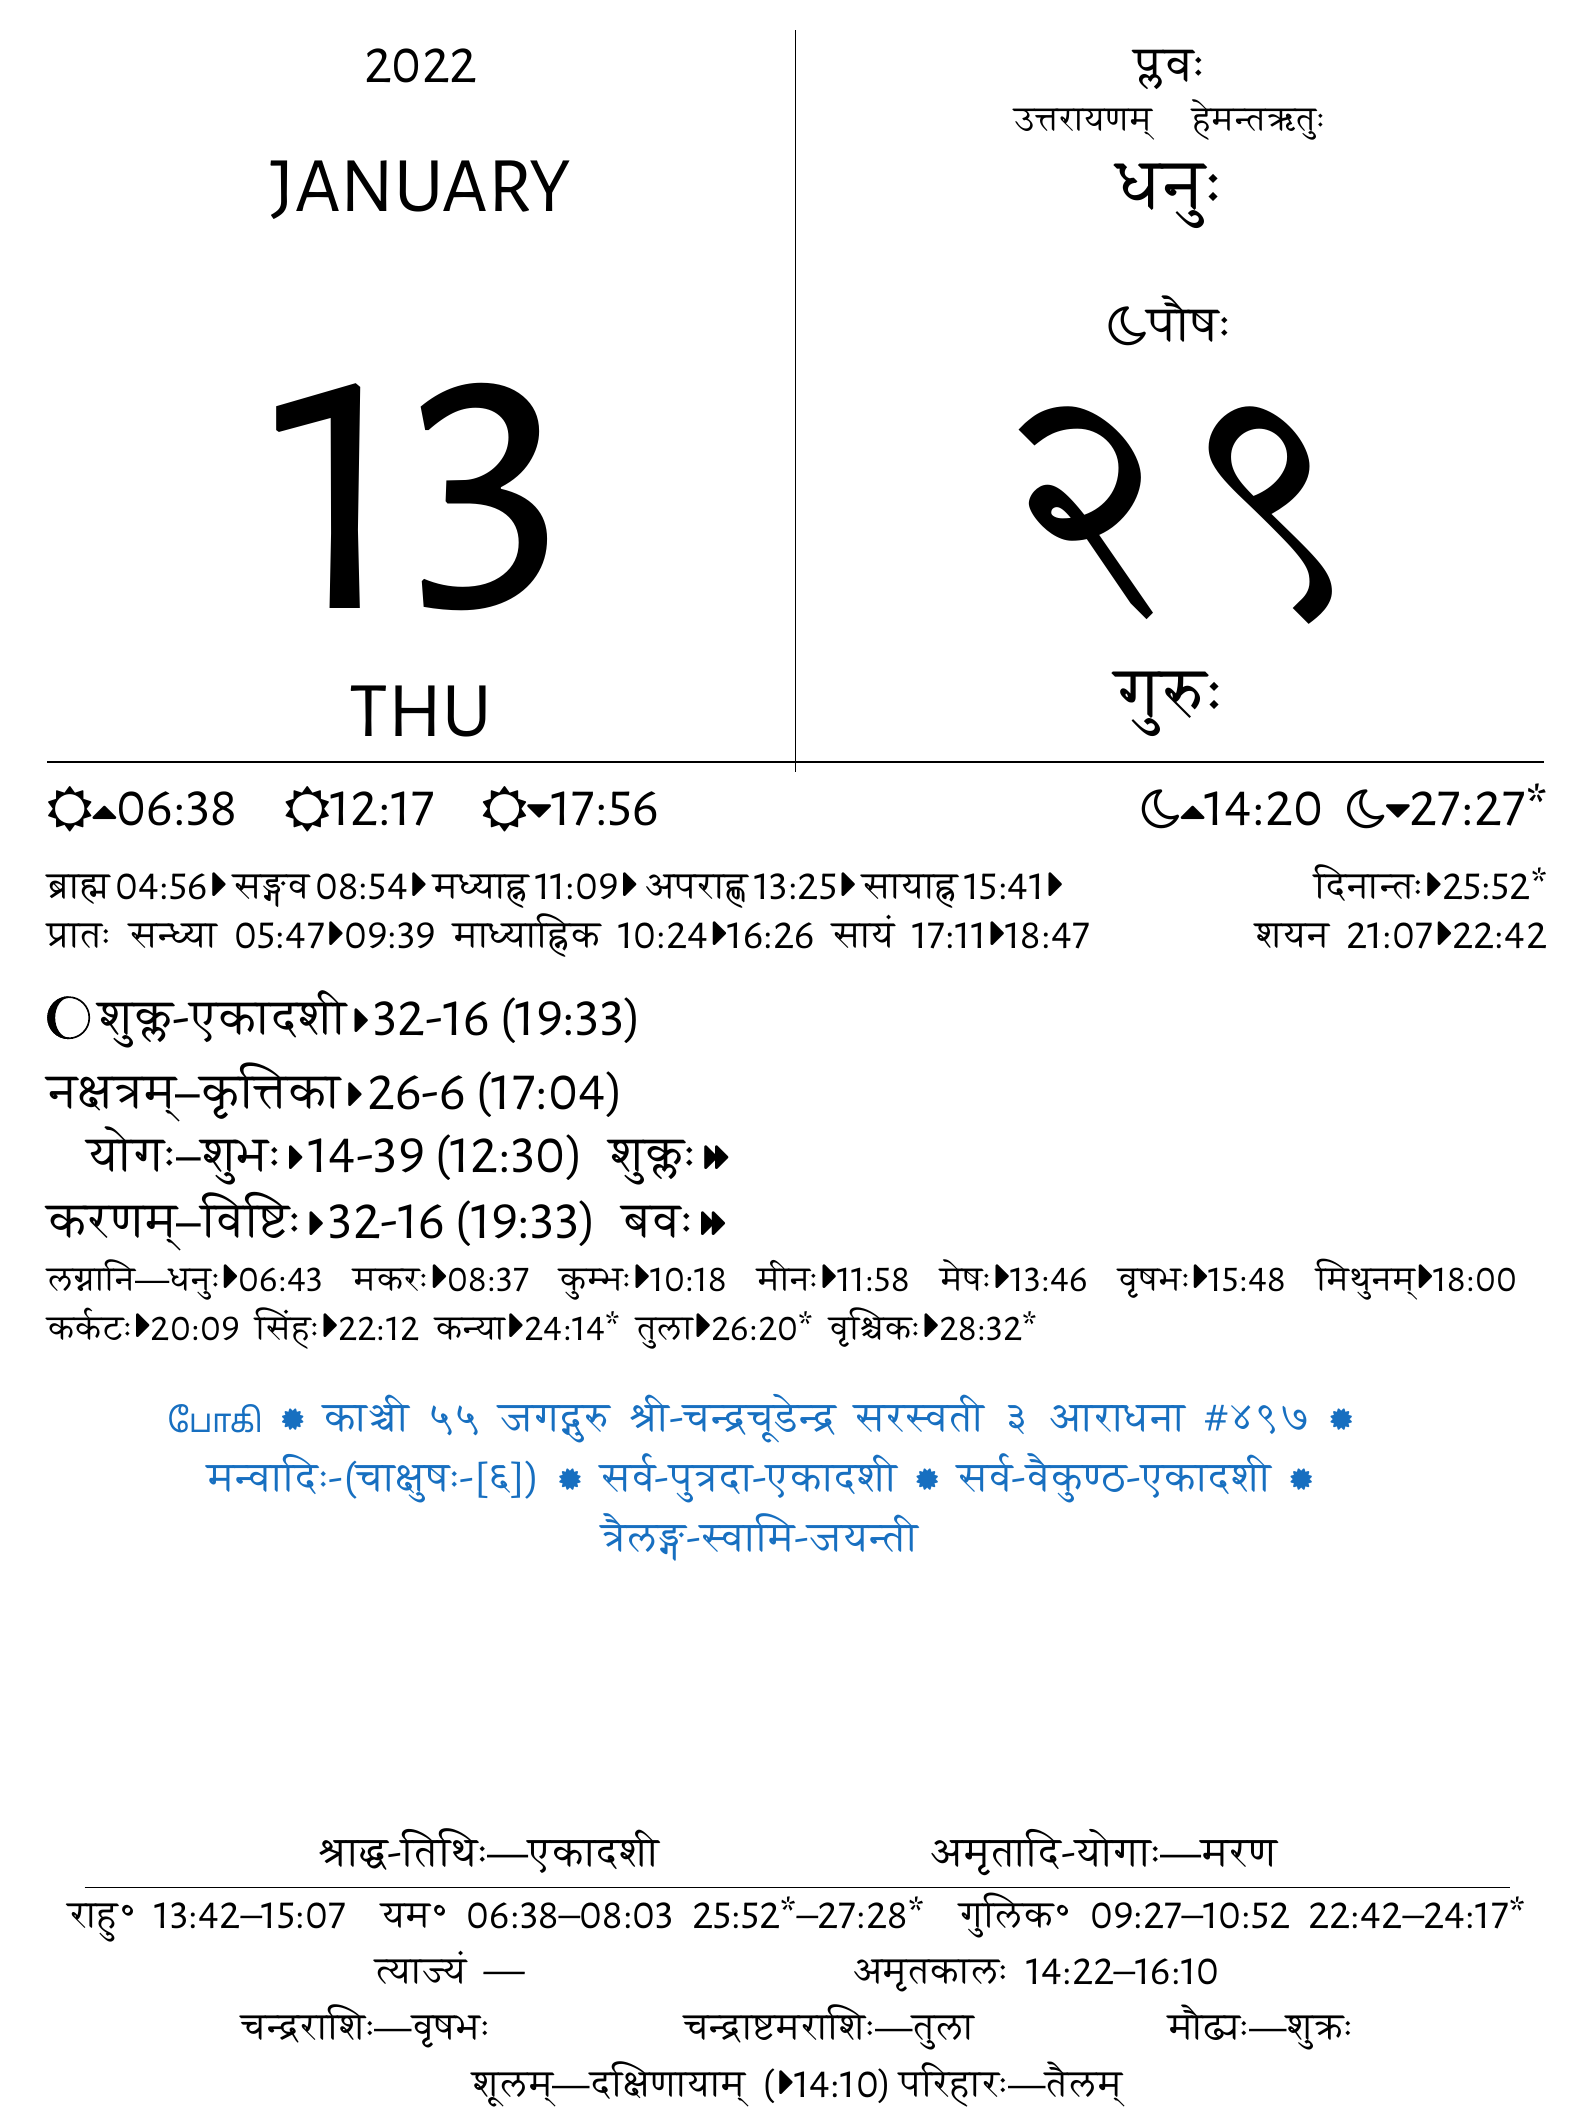 2022
JANUARY
13
THU
प्लवः
उत्तरायणम् हेमन्तऋतुः
धनुः
पौषः
२९
गुरुः
06:38 12:17 17:56 14:20 27:27*
ब्राह्म 04:56 सङ्गव 08:54 मध्याह्न 11:09 अपराह्ण 13:25 सायाह्न 15:41 दिनान्तः 25:52*
प्रातः सन्ध्या 05:47 09:39 माध्याह्निक 10:24 16:26 सायं 17:11 18:47 शयन 21:07 22:42
शुक्ल-एकादशी 32-16 (19:33)
नक्षत्रम्–कृत्तिका 26-6 (17:04)
योगः–शुभः 14-39 (12:30) शुक्लः
करणम्–विष्टिः 32-16 (19:33) बवः
लग्नानि—धनुः 06:43 मकरः 08:37 कुम्भः 10:18 मीनः 11:58 मेषः 13:46 वृषभः 15:48 मिथुनम् 18:00
कर्कटः 20:09 सिंहः 22:12 कन्या 24:14* तुला 26:20* वृश्चिकः 28:32*
போகி ✹ काञ्ची ५५ जगद्गुरु श्री-चन्द्रचूडेन्द्र सरस्वती ३ आराधना #४९७ ✹
मन्वादिः-(चाक्षुषः-[६]) ✹ सर्व-पुत्रदा-एकादशी ✹ सर्व-वैकुण्ठ-एकादशी ✹
त्रैलङ्ग-स्वामि-जयन्ती
श्राद्ध-तिथिः—एकादशी अमृतादि-योगाः—मरण
राहु॰ 13:42–15:07 यम॰ 06:38–08:03 25:52*–27:28* गुलिक॰ 09:27–10:52 22:42–24:17*
त्याज्यं — अमृतकालः 14:22–16:10
चन्द्रराशिः—वृषभः चन्द्राष्टमराशिः—तुला मौढ्यः—शुक्रः
शूलम्—दक्षिणायाम् (14:10) परिहारः—तैलम्